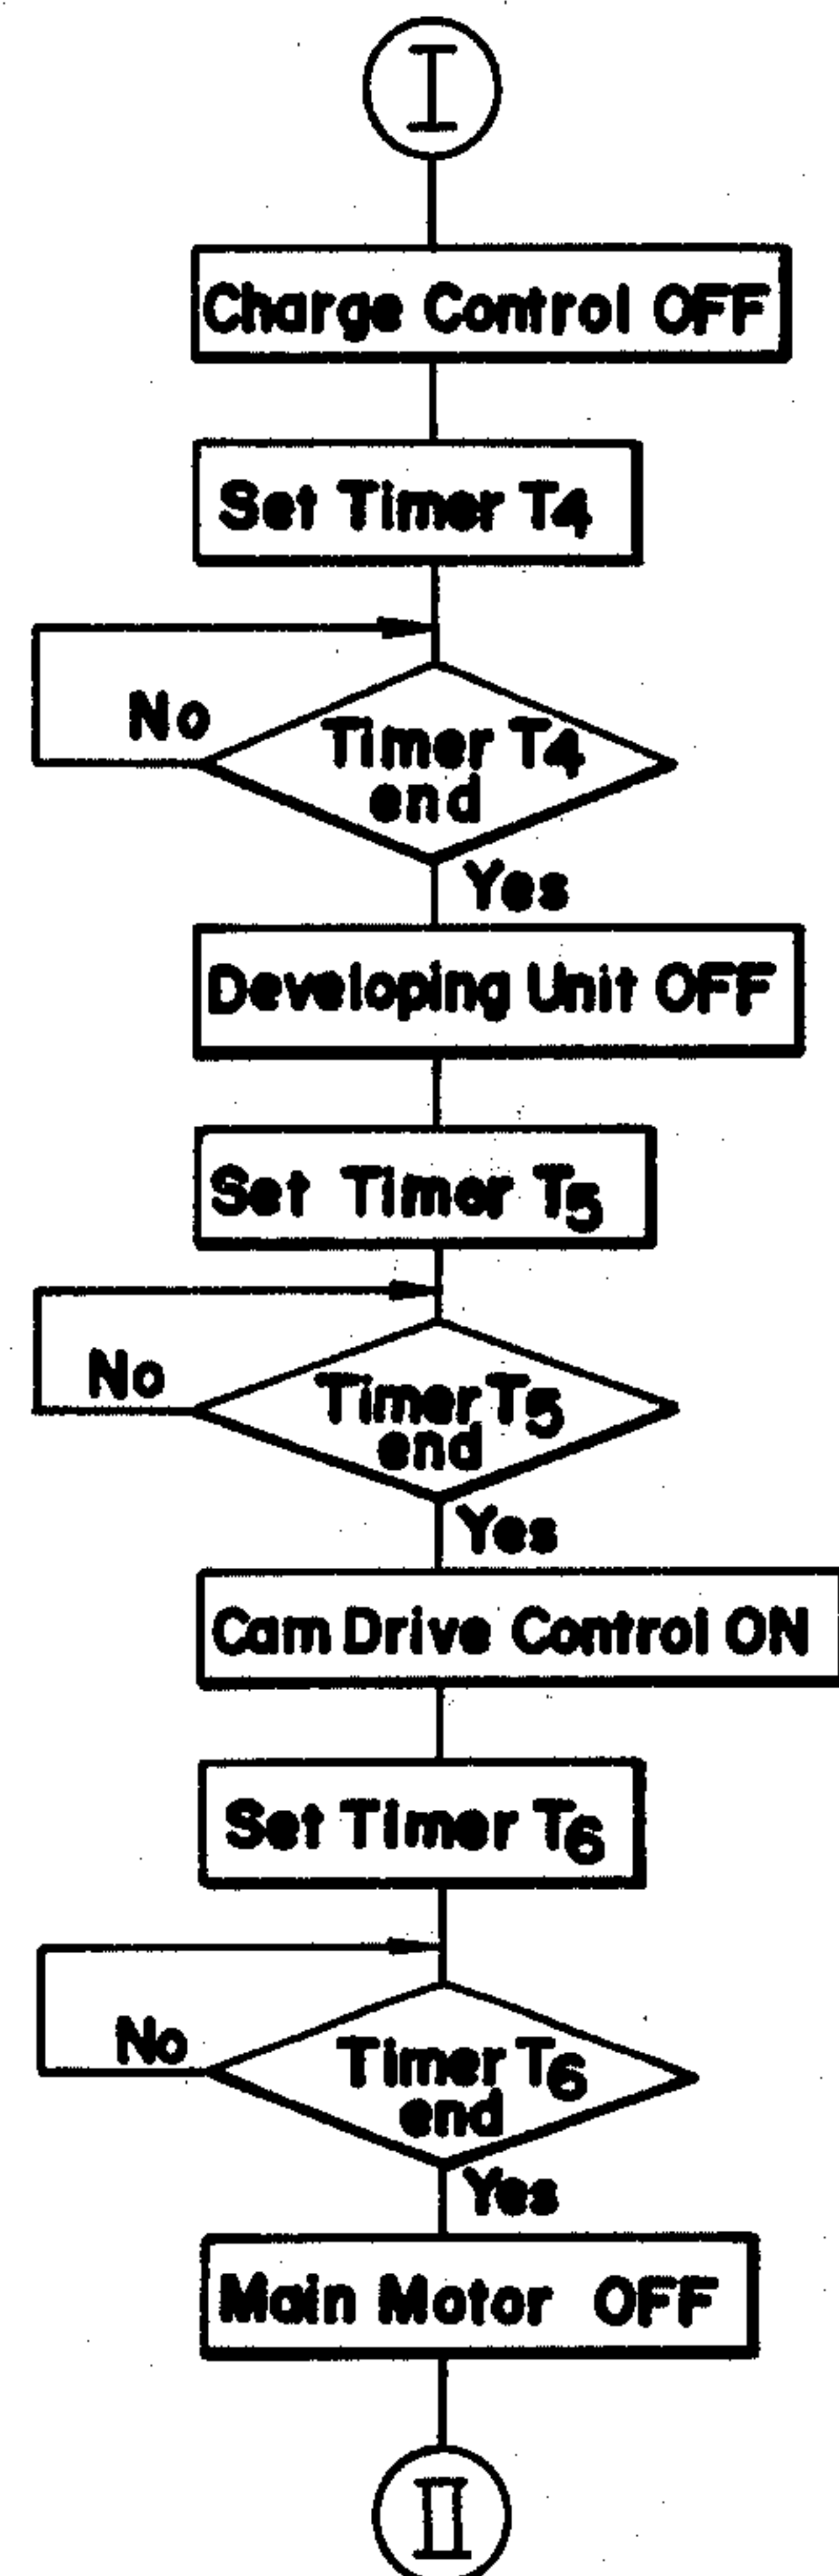 I
Charge Control OFF
Set Timer T4
No
Timer T4
end
Yes
Developing Unit OFF
Set Timer T5
No
Timer T5
end
Yes
Cam Drive Control ON
Set Timer T6
No
Timer T6
end
Yes
Main Motor OFF
II